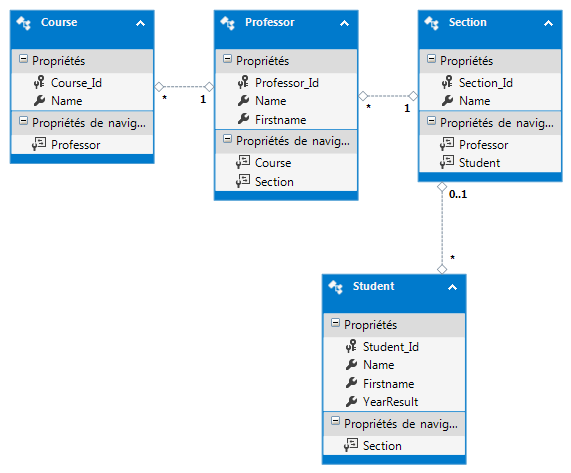 Course
Propriétés
Course_Id
Name
Propriétés de navig...
Professor
*
1
Professor
Propriétés
Professor_Id
Name
Firstname
Propriétés de navig...
Course
Section
*
1
Section
Propriétés
Section_Id
Name
Propriétés de navig...
Professor
Student
0..1
*
Student
Propriétés
Student_Id
Name
Firstname
YearResult
Propriétés de navig...
Section